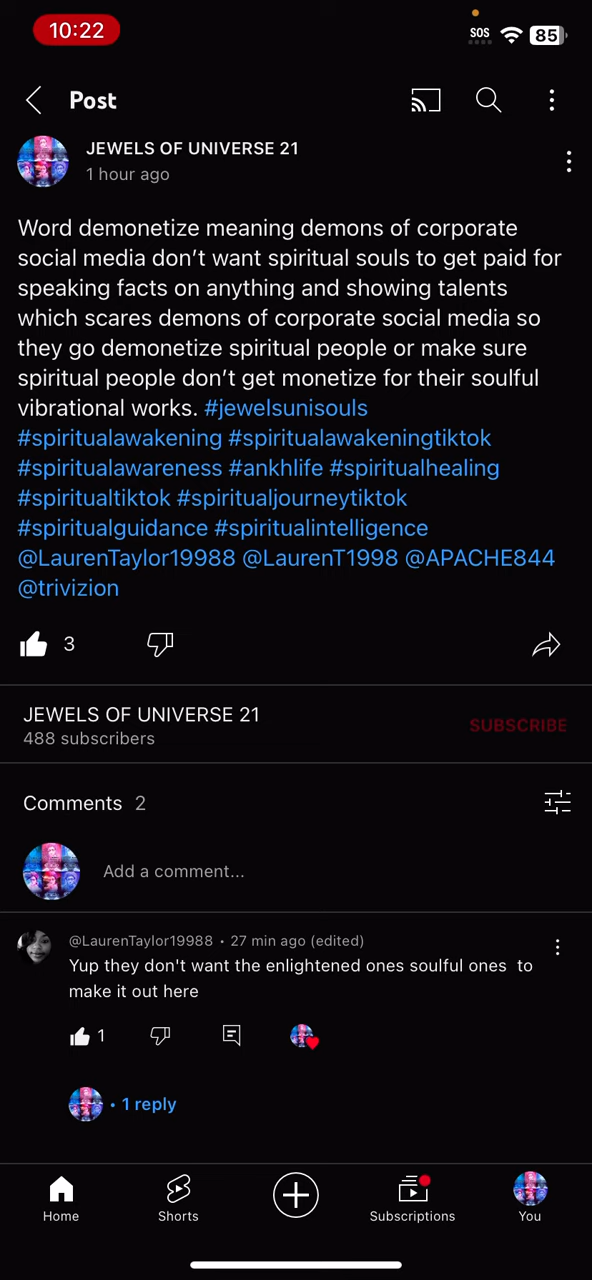 10:22
SOS
85
Post
JEWELS OF UNIVERSE 21
1 hour ago
Word demonetize meaning demons of corporate
social media don’t want spiritual souls to get paid for
speaking facts on anything and showing talents
which scares demons of corporate social media so
they go demonetize spiritual people or make sure
spiritual people don’t get monetize for their soulful
vibrational works. #jewelsunisouls
#spiritualawakening #spiritualawakeningtiktok
#spiritualawareness #ankhlife #spiritualhealing
#spiritualtiktok #spiritualjourneytiktok
#spiritualguidance #spiritualintelligence
@LaurenTaylor19988 @LaurenT1998 @APACHE844
@trivizion
3
JEWELS OF UNIVERSE 21
488 subscribers
SUBSCRIBE
Comments 2
Add a comment...
@LaurenTaylor19988 • 27 min ago (edited)
Yup they don't want the enlightened ones soulful ones to
make it out here
1
• 1 reply
Home
Shorts
Subscriptions
You